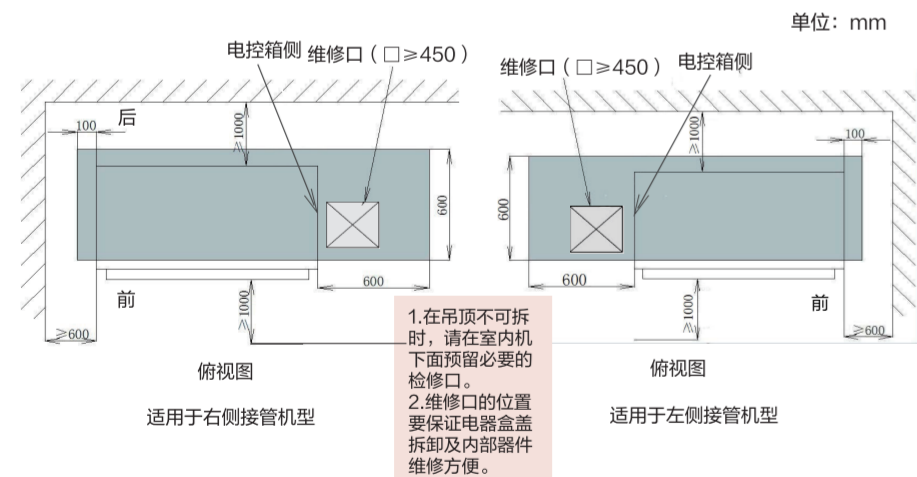 单位：mm
电控箱侧
维修口（□≥450）
维修口（□≥450）
电控箱侧
后
100
≥1000
600
600
前
≥1000
≥600
俯视图
适用于右侧接管机型
≥1000
100
600
600
前
≥1000
≥600
俯视图
适用于左侧接管机型
1.在吊顶不可拆
时，请在室内机
下面预留必要的
检修口。
2.维修口的位置
要保证电器盒盖
拆卸及内部器件
维修方便。